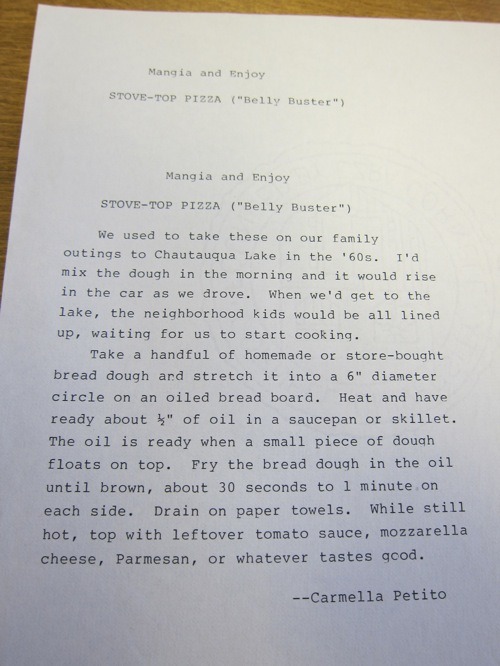 Mangia and Enjoy
STOVE-TOP PIZZA ("Belly Buster")
Mangia and Enjoy
STOVE-TOP PIZZA ("Belly Buster")
We used to take these on our family
outings to Chautauqua Lake in the '60s. I'd
mix the dough in the morning and it would rise
in the car as we drove. When we'd get to the
lake, the neighborhood kids would be all lined
up, waiting for us to start cooking.
Take a handful of homemade or store-bought
bread dough and stretch it into a 6" diameter
circle on an oiled bread board. Heat and have
ready about ½" of oil in a saucepan or skillet.
The oil is ready when a small piece of dough
floats on top. Fry the bread dough in the oil
until brown, about 30 seconds to 1 minute on
each side. Drain on paper towels. While still
hot, top with leftover tomato sauce, mozzarella
cheese, Parmesan, or whatever tastes good.
--Carmella Petito